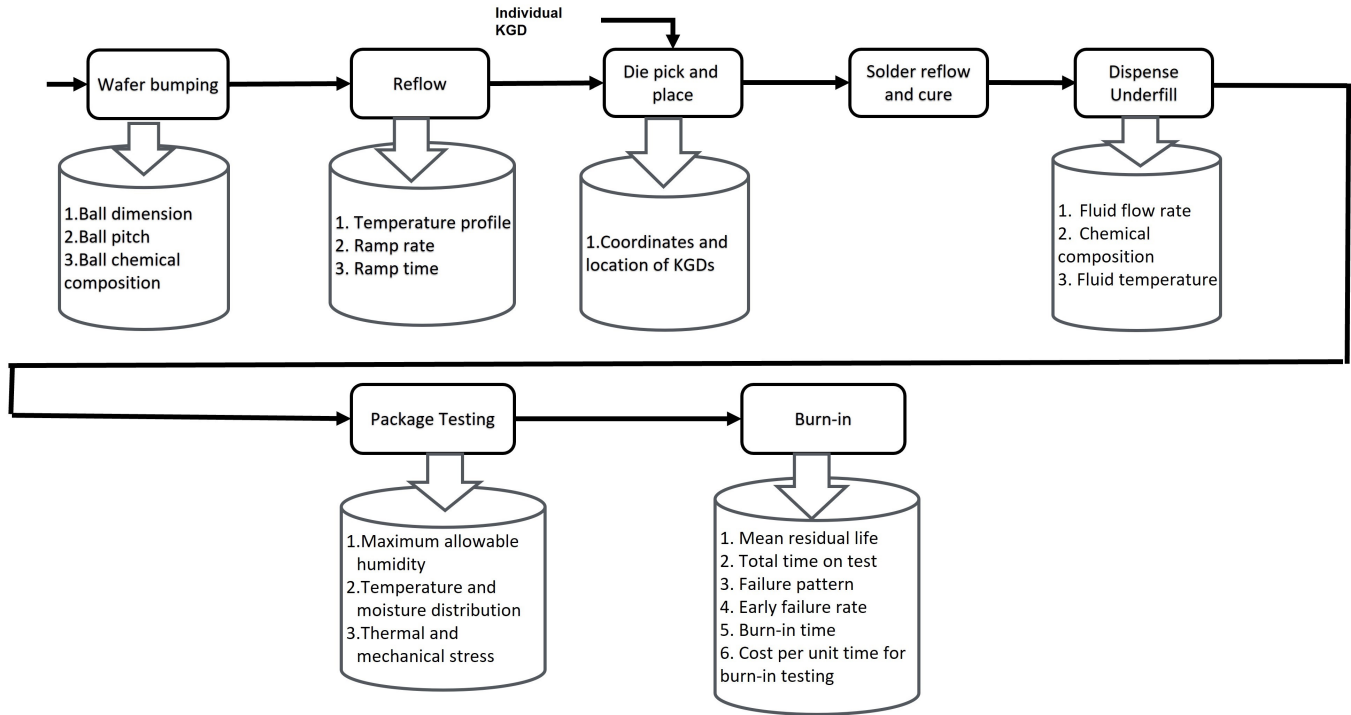 Individual
KGD
Wafer bumping
Reflow
Die pick and
place
Solder reflow
and cure
Dispense
Underfill
1.Ball dimension
2.Ball pitch
3.Ball chemical
composition
1. Temperature profile
2. Ramp rate
3. Ramp time
1.Coordinates and
location of KGDs
1. Fluid flow rate
2. Chemical
composition
3. Fluid temperature
Package Testing
Burn-in
1.Maximum allowable
humidity
2.Temperature and
moisture distribution
3.Thermal and
mechanical stress
1. Mean residual life
2. Total time on test
3. Failure pattern
4. Early failure rate
5. Burn-in time
6. Cost per unit time for
burn-in testing